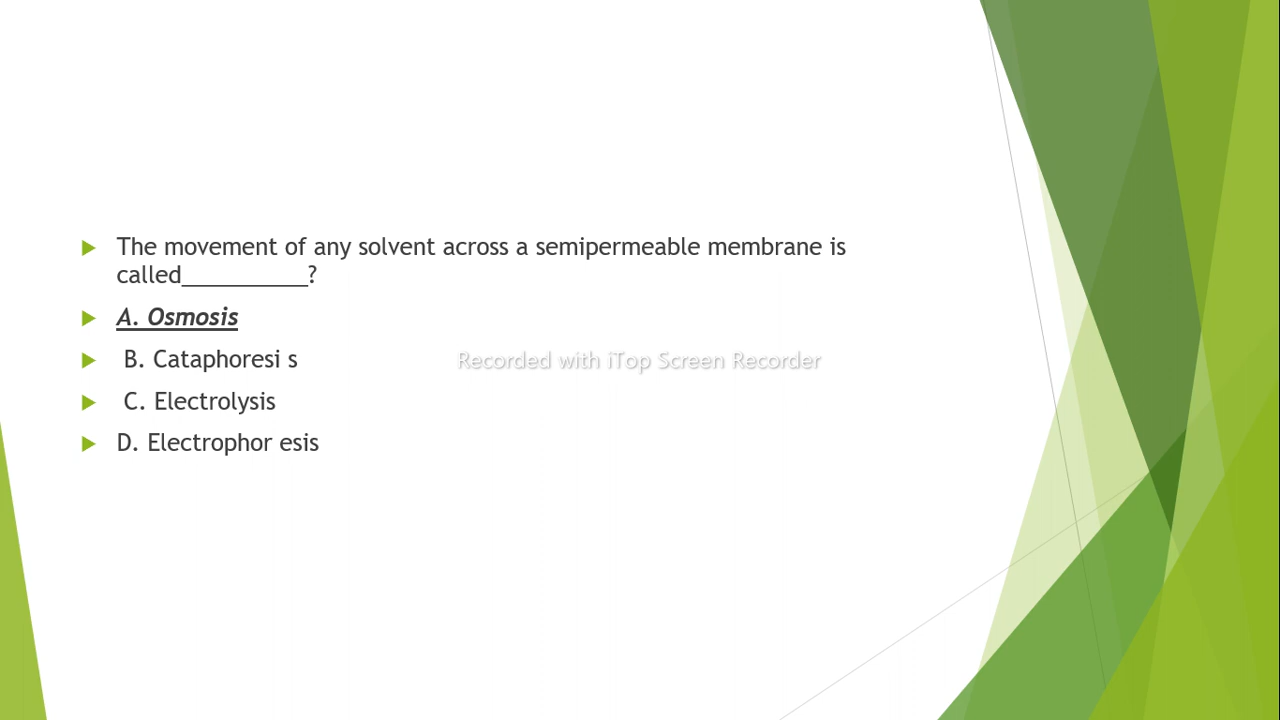 The movement of any solvent across a semipermeable membrane is
called__________?
A. Osmosis
B. Cataphoresi s
Recorded with iTop Screen Recorder
C. Electrolysis
D. Electrophor esis